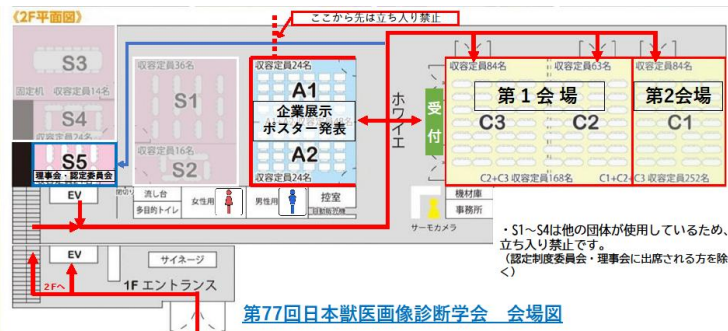 《2F平面図》
ここから先は立ち入り禁止
S3
固定机 収容定員14名
S4
収容定員24名
S5
理事会・認定委員会
収容定員36名
S1
収容定員16名
S2
収容定員24名
A1
企業展示
ポスター発表
A2
収容定員24名
ホワイエ
受付
収容定員84名
収容定員63名
収容定員84名
第1会場
第2会場
C3
C2
C1
C2+C3 収容定員168名
C1+C2+C3 収容定員252名
EV
流し台
多目的トイレ
女性用
男性用
控室
自動販売機
サーモカメラ
機材庫
事務所
・S1~S4は他の団体が使用しているため、
立ち入り禁止です。
(認定制度委員会・理事会に出席される方を除
く)
EV
サイネージ
2Fへ
1F エントランス
第77回日本獣医画像診断学会 会場図